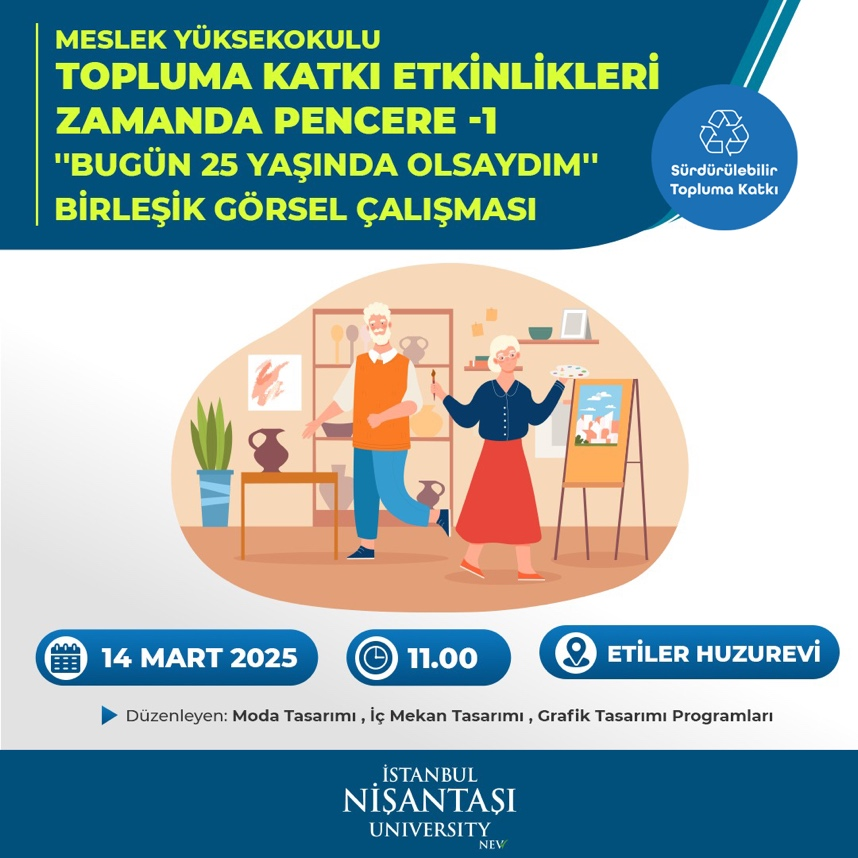 MESLEK YÜKSEKOKULU
TOPLUMA KATKI ETKİNLİKLERİ
ZAMANDA PENCERE -1
"BUGÜN 25 YAŞINDA OLSAYDIM"
BİRLEŞİK GÖRSEL ÇALIŞMASI
Sürdürülebilir
Topluma Katkı
14 MART 2025
11.00
ETİLER HUZUREVİ
Düzenleyen: Moda Tasarımı , İç Mekan Tasarımı , Grafik Tasarımı Programları
İSTANBUL
NİŞANTAŞI
UNIVERSITY
NEV